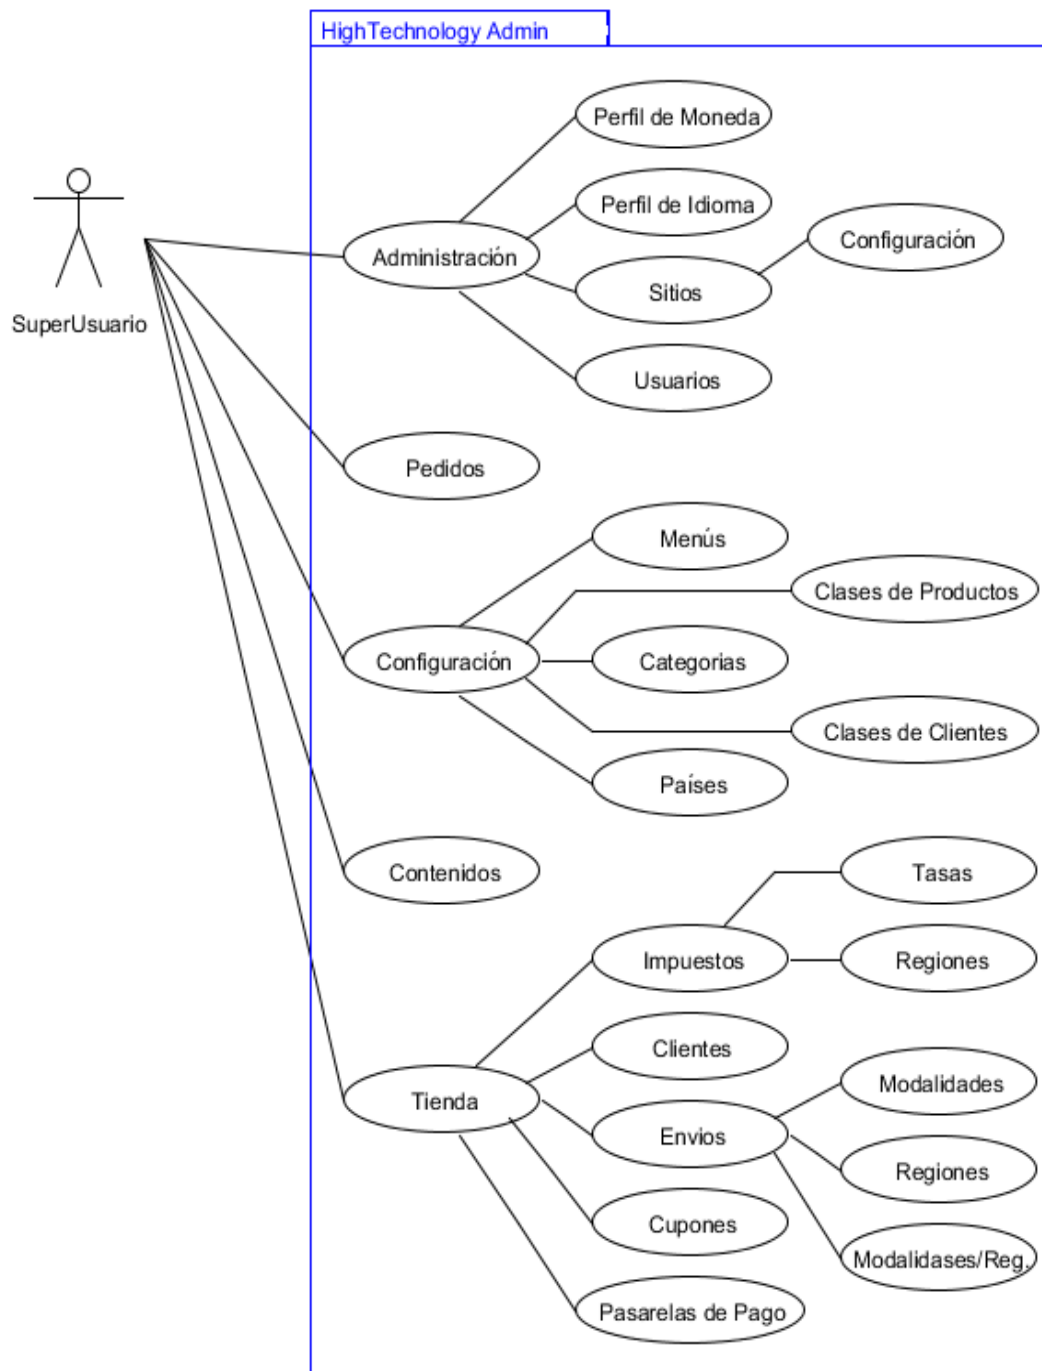 HighTechnology Admin
Perfil de Moneda
Perfil de Idioma
Configuración
Administración
Sitios
SuperUsuario
Usuarios
Pedidos
Menús
Clases de Productos
Configuración
Categorias
Clases de Clientes
Países
Contenidos
Tasas
Impuestos
Regiones
Clientes
Modalidades
Tienda
Envios
Regiones
Cupones
Modalidases/Reg.
Pasarelas de Pago